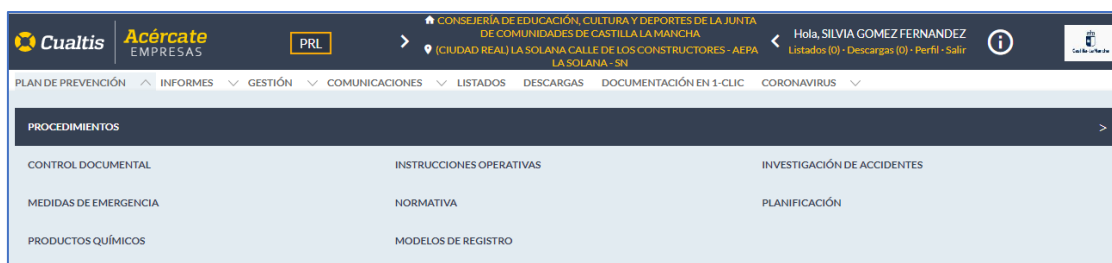 Cualtis
Acércate
EMPRESAS
PRL
CONSEJERÍA DE EDUCACIÓN, CULTURA Y DEPORTES DE LA JUNTA
DE COMUNIDADES DE CASTILLA LA MANCHA
(CIUDAD REAL) LA SOLANA CALLE DE LOS CONSTRUCTORES - AEPA
LA SOLANA - SN
Hola, SILVIA GOMEZ FERNANDEZ
Listados (0) · Descargas (0) · Perfil · Salir
Castilla-La Mancha
PLAN DE PREVENCIÓN INFORMES GESTIÓN COMUNICACIONES LISTADOS DESCARGAS DOCUMENTACIÓN EN 1-CLIC CORONAVIRUS
PROCEDIMIENTOS >
CONTROL DOCUMENTAL INSTRUCCIONES OPERATIVAS INVESTIGACIÓN DE ACCIDENTES
MEDIDAS DE EMERGENCIA NORMATIVA PLANIFICACIÓN
PRODUCTOS QUÍMICOS MODELOS DE REGISTRO